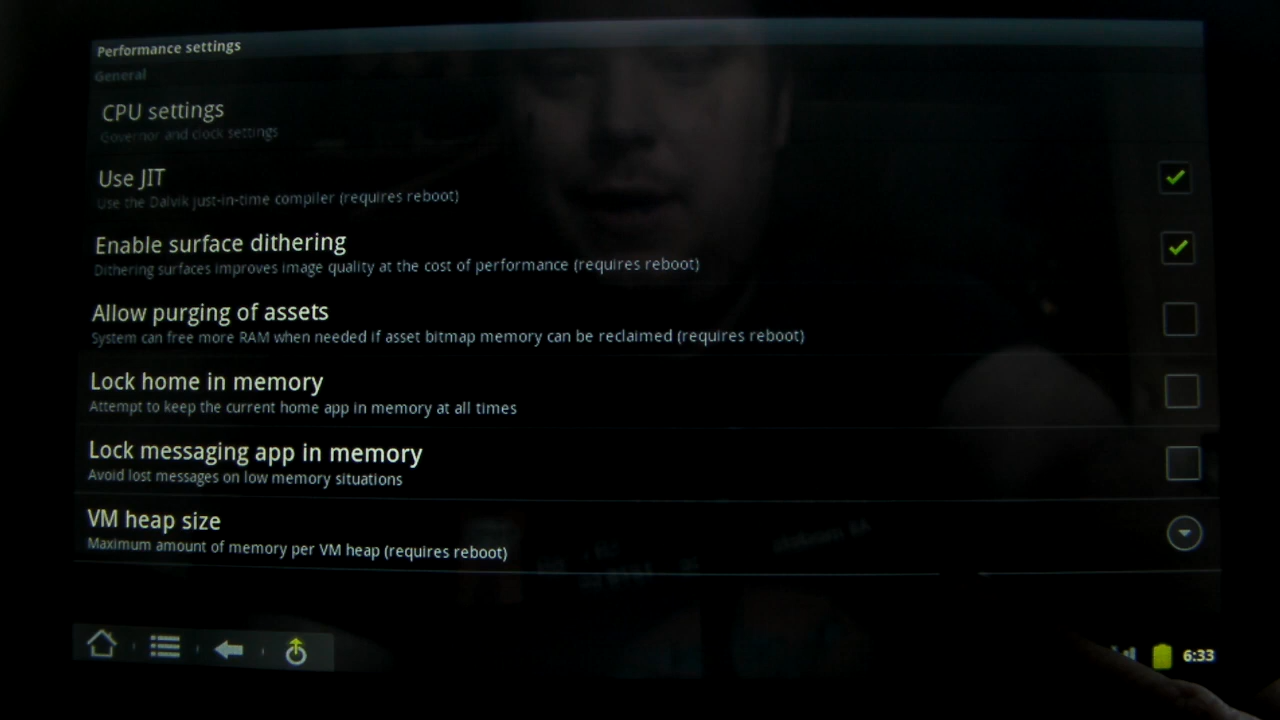 Performance settings
General
CPU settings
Governor and clock settings
Use JIT
Use the Dalvik just-in-time compiler (requires reboot)
Enable surface dithering
Dithering surfaces improves image quality at the cost of performance (requires reboot)
Allow purging of assets
System can free more RAM when needed if asset bitmap memory can be reclaimed (requires reboot)
Lock home in memory
Attempt to keep the current home app in memory at all times
Lock messaging app in memory
Avoid lost messages on low memory situations
VM heap size
Maximum amount of memory per VM heap (requires reboot)
6:33